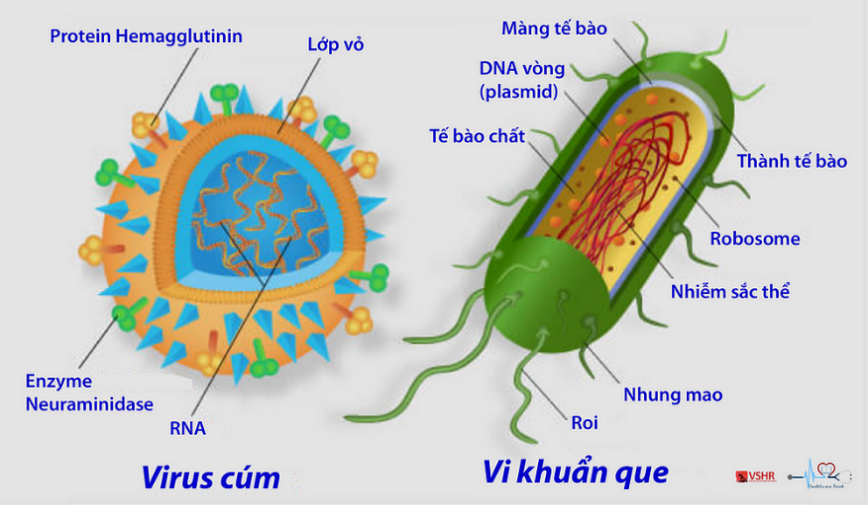 Protein Hemagglutinin
Lớp vỏ
Enzyme
Neuraminidase
RNA
Virus cúm
Màng tế bào
DNA vòng
(plasmid)
Tế bào chất
Thành tế bào
Robosome
Nhiễm sắc thể
Nhung mao
Roi
Vi khuẩn que
VSHR